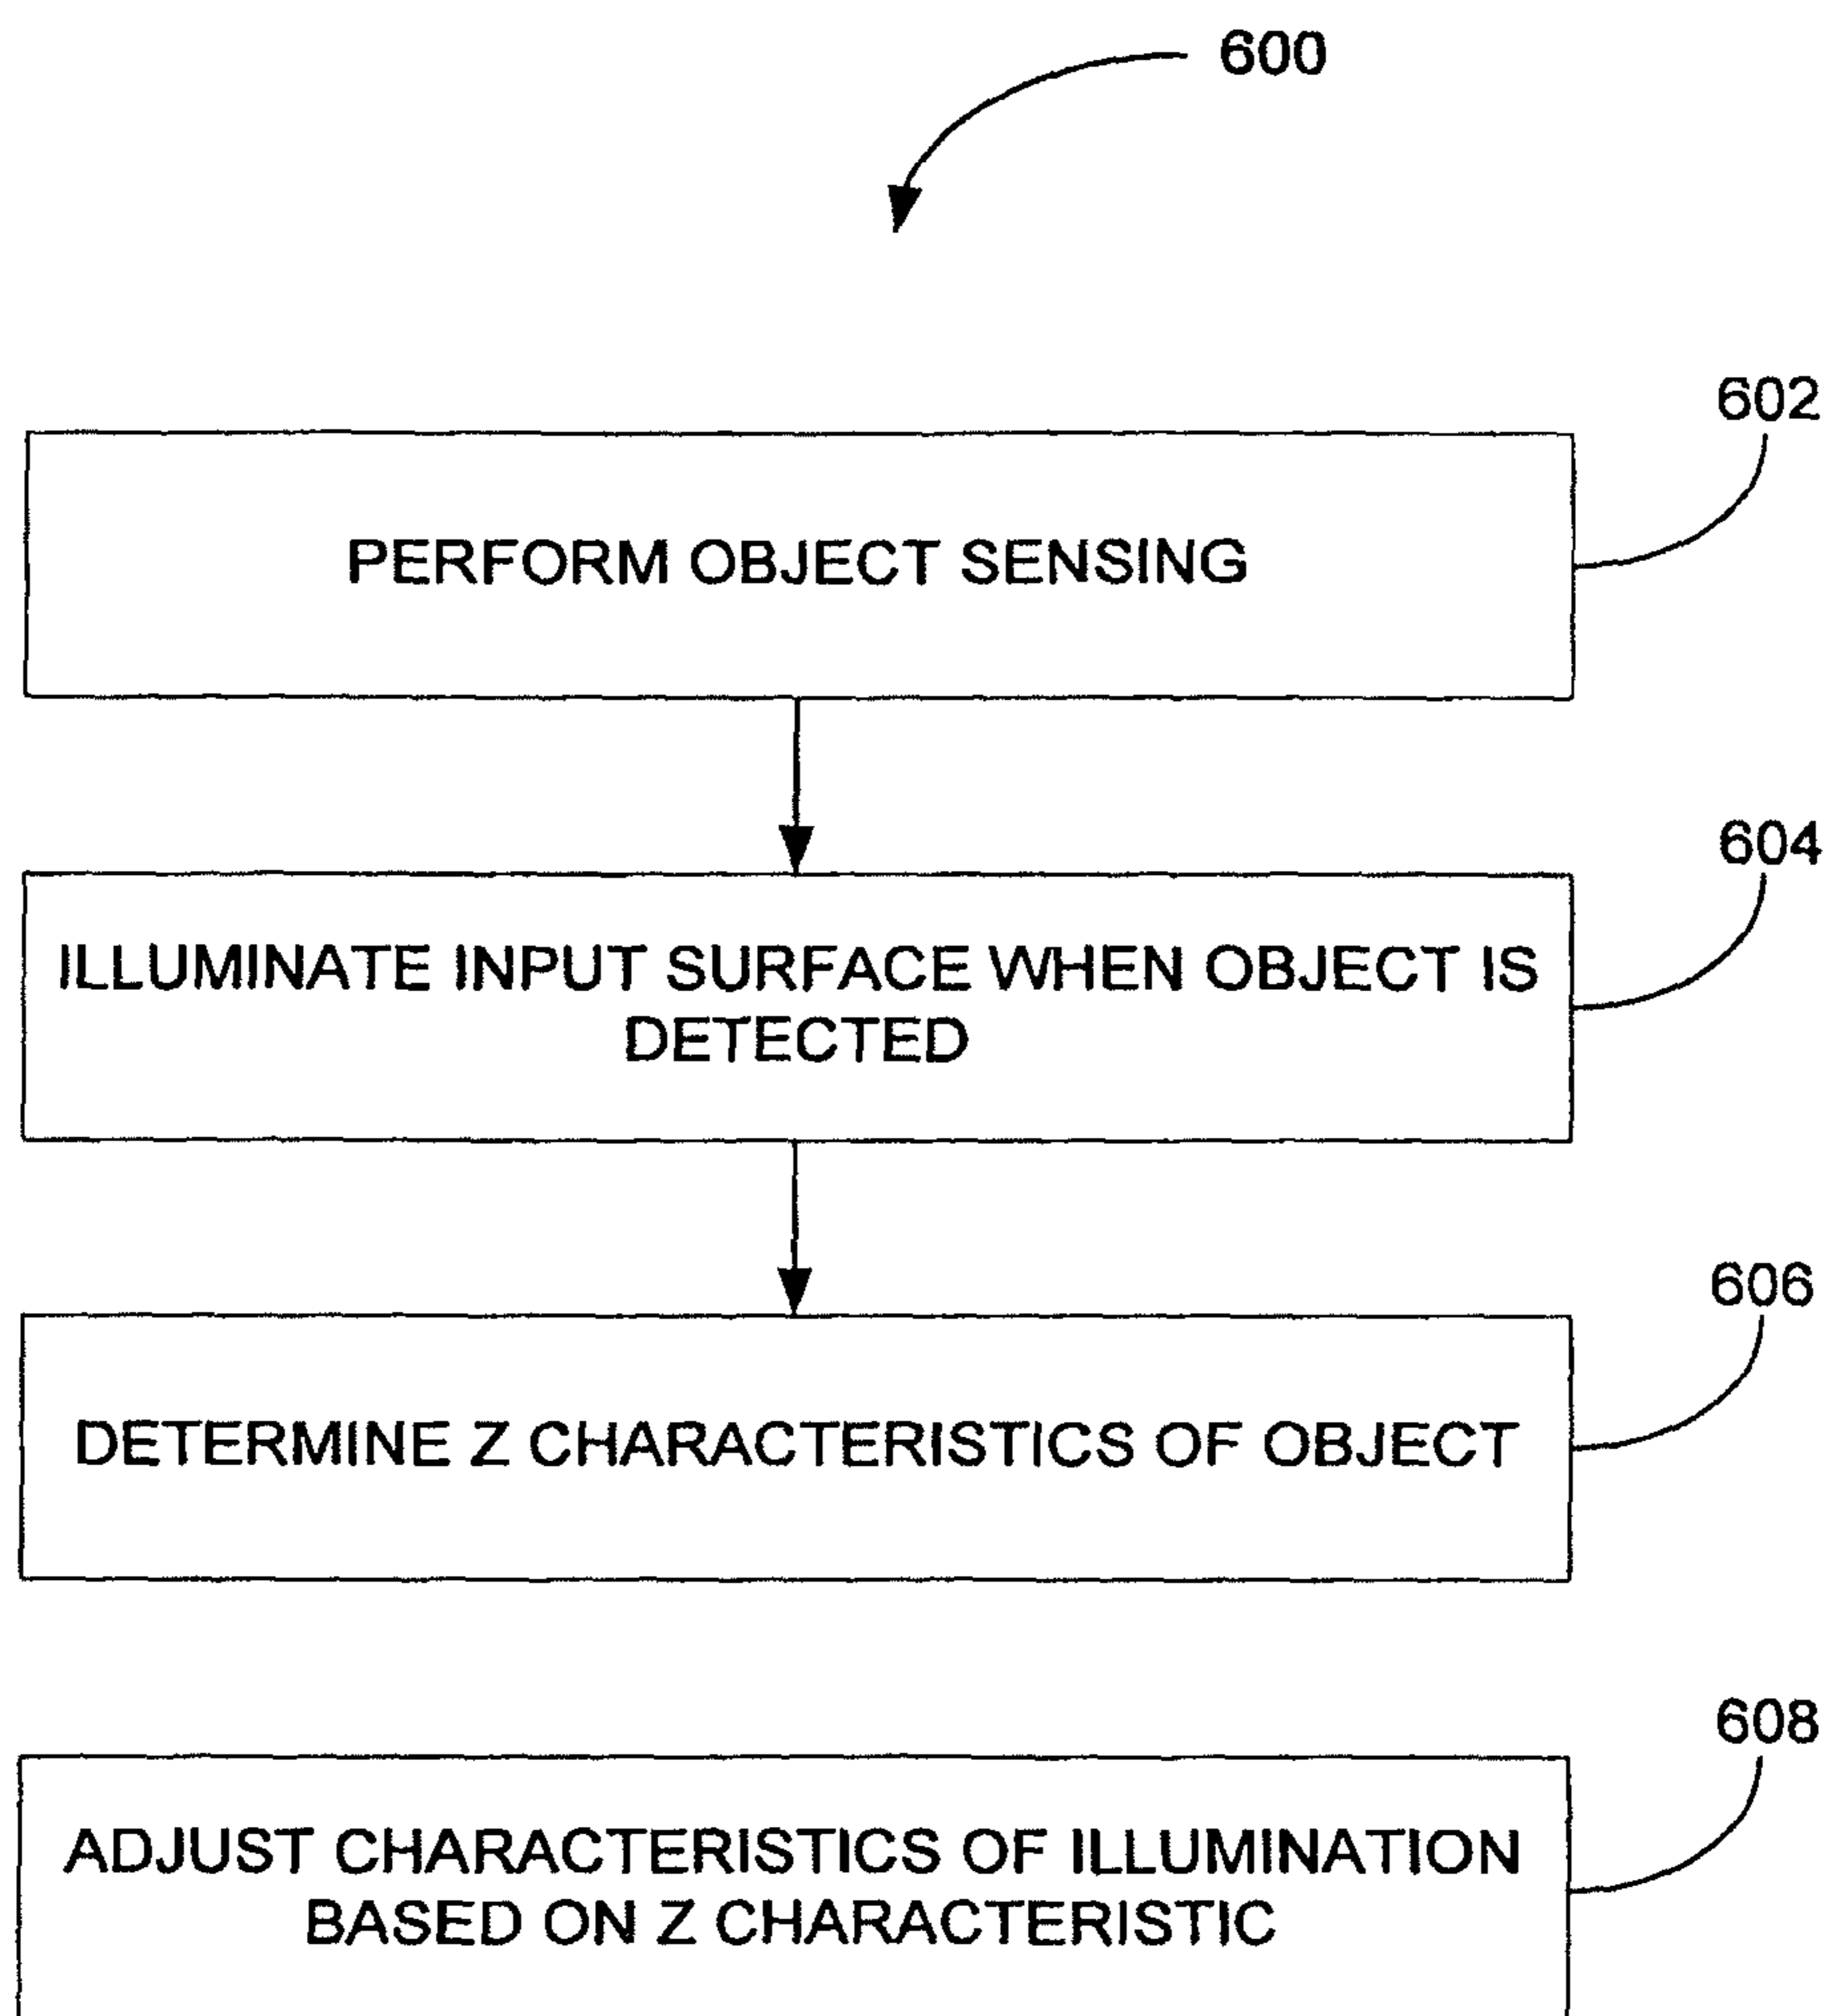 600
602
PERFORM OBJECT SENSING
604
ILLUMINATE INPUT SURFACE WHEN OBJECT IS
DETECTED
606
DETERMINE Z CHARACTERISTICS OF OBJECT
608
ADJUST CHARACTERISTICS OF ILLUMINATION
BASED ON Z CHARACTERISTIC